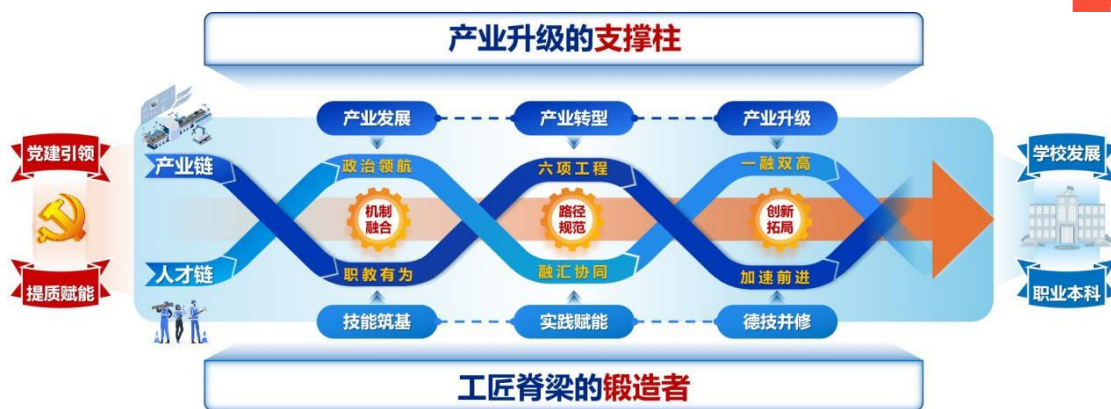 产业升级的支撑柱
党建引领
提质赋能
产业链
人才链
产业发展
产业转型
产业升级
政治领航
六项工程
一融双高
机制
融合
路径
规范
创新
拓局
职教有为
融汇协同
加速前进
技能筑基
实践赋能
德技并修
学校发展
职业本科
工匠脊梁的锻造者